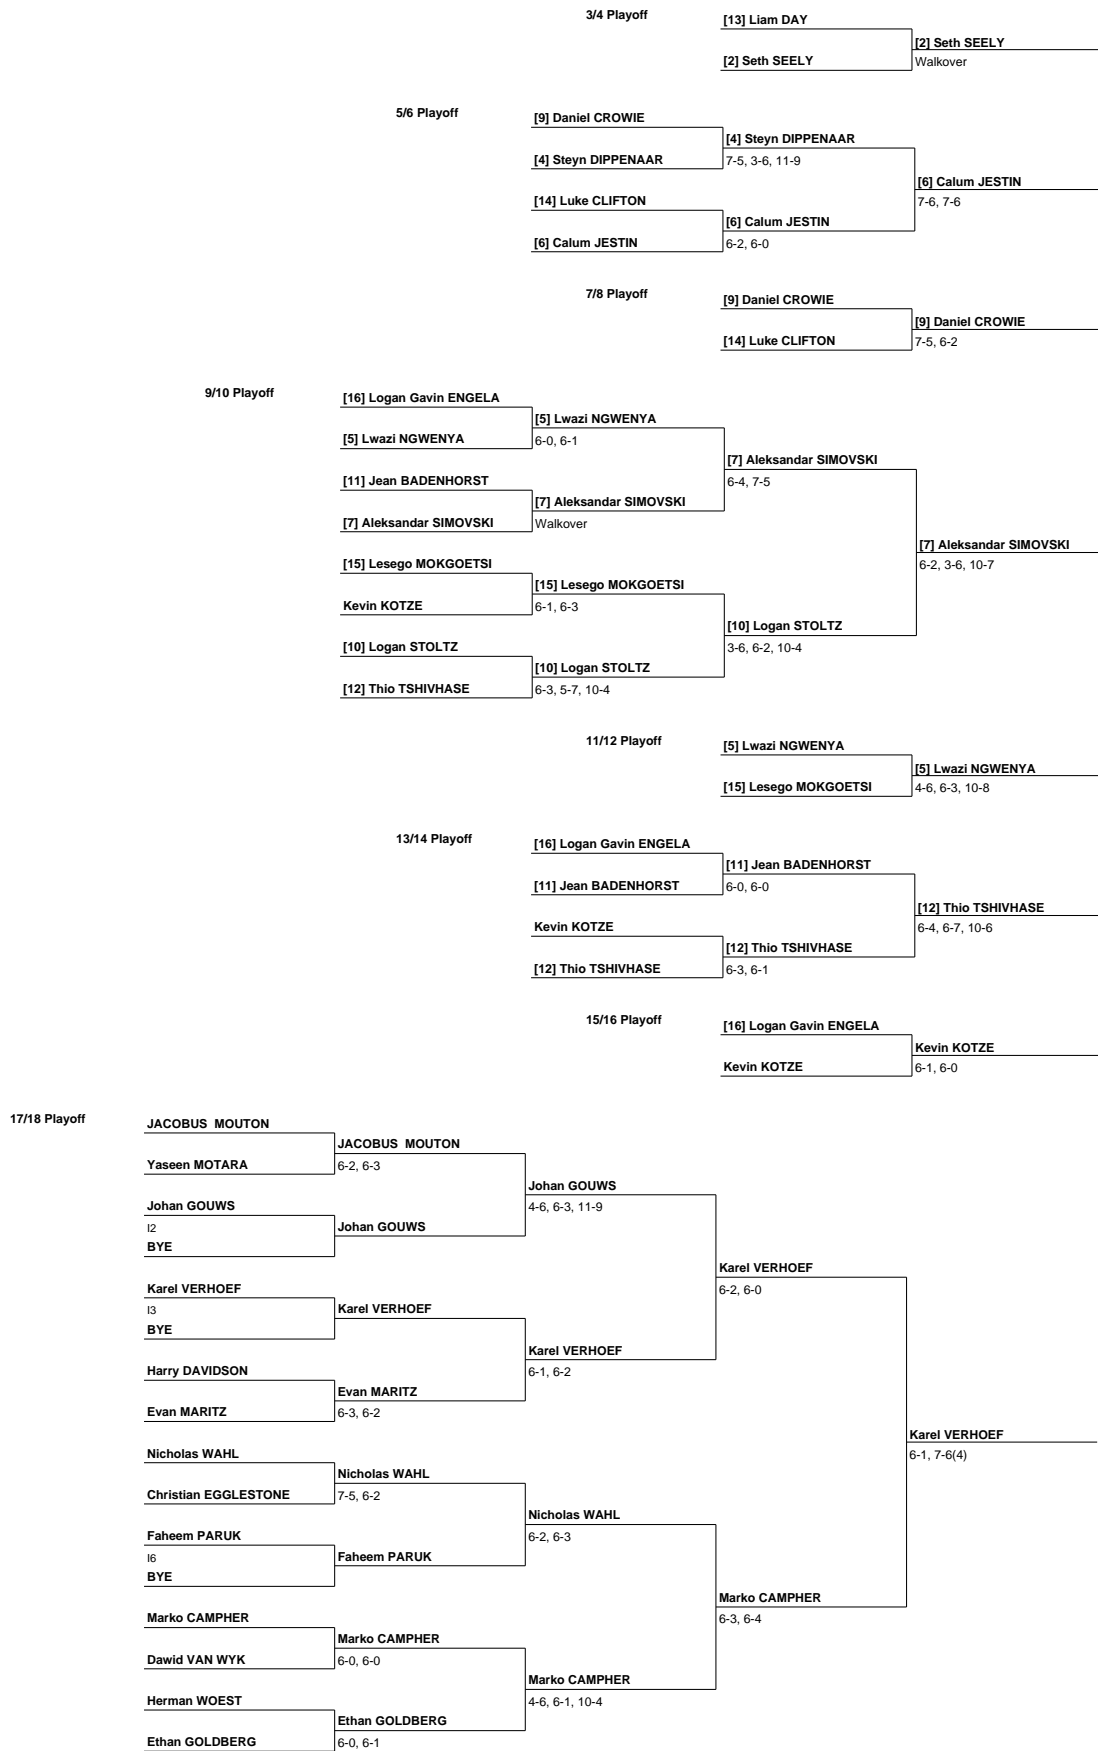 3/4 Playoff
[13] Liam DAY
[2] Seth SEELY
[2] Seth SEELY
Walkover
5/6 Playoff
[9] Daniel CROWIE
[4] Steyn DIPPENAAR
[4] Steyn DIPPENAAR
7-5, 3-6, 11-9
[6] Calum JESTIN
7-6, 7-6
[14] Luke CLIFTON
[6] Calum JESTIN
[6] Calum JESTIN
6-2, 6-0
7/8 Playoff
[9] Daniel CROWIE
[9] Daniel CROWIE
[14] Luke CLIFTON
7-5, 6-2
9/10 Playoff
[16] Logan Gavin ENGELA
[5] Lwazi NGWENYA
[5] Lwazi NGWENYA
6-0, 6-1
[7] Aleksandar SIMOVSKI
6-4, 7-5
[11] Jean BADENHORST
[7] Aleksandar SIMOVSKI
[7] Aleksandar SIMOVSKI
Walkover
[7] Aleksandar SIMOVSKI
6-2, 3-6, 10-7
[15] Lesego MOKGOETSI
[15] Lesego MOKGOETSI
Kevin KOTZE
6-1, 6-3
[10] Logan STOLTZ
3-6, 6-2, 10-4
[10] Logan STOLTZ
[10] Logan STOLTZ
[12] Thio TSHIVHASE
6-3, 5-7, 10-4
11/12 Playoff
[5] Lwazi NGWENYA
[5] Lwazi NGWENYA
[15] Lesego MOKGOETSI
4-6, 6-3, 10-8
13/14 Playoff
[16] Logan Gavin ENGELA
[11] Jean BADENHORST
[11] Jean BADENHORST
6-0, 6-0
[12] Thio TSHIVHASE
6-4, 6-7, 10-6
Kevin KOTZE
[12] Thio TSHIVHASE
[12] Thio TSHIVHASE
6-3, 6-1
15/16 Playoff
[16] Logan Gavin ENGELA
Kevin KOTZE
Kevin KOTZE
6-1, 6-0
17/18 Playoff
JACOBUS  MOUTON
JACOBUS  MOUTON
Yaseen MOTARA
6-2, 6-3
Johan GOUWS
4-6, 6-3, 11-9
Johan GOUWS
I2
Johan GOUWS
BYE
Karel VERHOEF
6-2, 6-0
Karel VERHOEF
I3
Karel VERHOEF
BYE
Karel VERHOEF
6-1, 6-2
Harry DAVIDSON
Evan MARITZ
Evan MARITZ
6-3, 6-2
Karel VERHOEF
6-1, 7-6(4)
Nicholas WAHL
Nicholas WAHL
Christian EGGLESTONE
7-5, 6-2
Nicholas WAHL
6-2, 6-3
Faheem PARUK
I6
Faheem PARUK
BYE
Marko CAMPHER
6-3, 6-4
Marko CAMPHER
Marko CAMPHER
Dawid VAN WYK
6-0, 6-0
Marko CAMPHER
4-6, 6-1, 10-4
Herman WOEST
Ethan GOLDBERG
Ethan GOLDBERG
6-0, 6-1